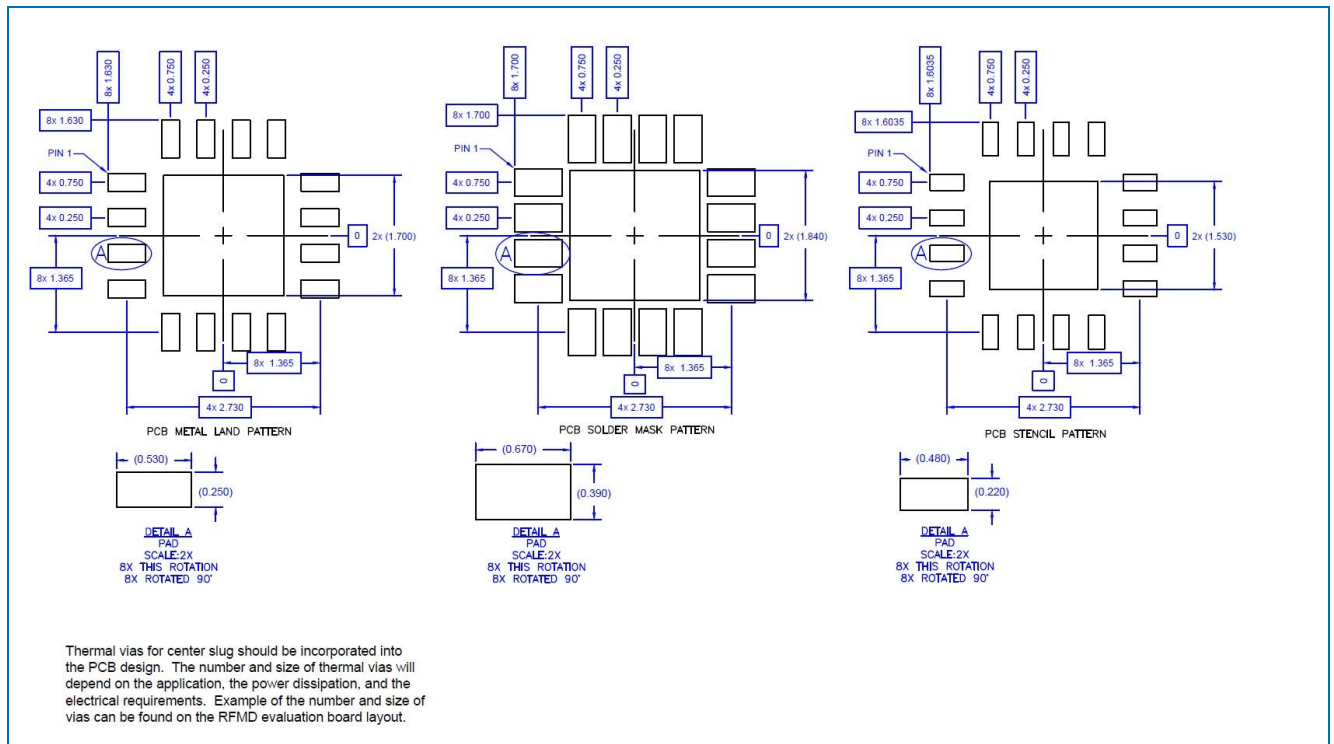 8x 1.630
4x 0.750
4x 0.250
8x 1.630
PIN 1
4x 0.750
4x 0.250
A
8x 1.365
0
2x (1.700)
8x 1.365
0
4x 2.730
PCB METAL LAND PATTERN
(0.530)
(0.250)
DETAIL A
PAD
SCALE:2X
8X THIS ROTATION
8X ROTATED 90°
8x 1.700
4x 0.750
4x 0.250
8x 1.700
PIN 1
4x 0.750
4x 0.250
A
8x 1.365
0
2x (1.840)
8x 1.365
0
4x 2.730
PCB SOLDER MASK PATTERN
(0.670)
(0.390)
DETAIL A
PAD
SCALE:2X
8X THIS ROTATION
8X ROTATED 90°
8x 1.6035
4x 0.750
4x 0.250
8x 1.6035
PIN 1
4x 0.750
4x 0.250
A
8x 1.365
0
2x (1.530)
8x 1.365
0
4x 2.730
PCB STENCIL PATTERN
(0.480)
(0.220)
DETAIL A
PAD
SCALE:2X
8X THIS ROTATION
8X ROTATED 90°
Thermal vias for center slug should be incorporated into
the PCB design. The number and size of thermal vias will
depend on the application, the power dissipation, and the
electrical requirements. Example of the number and size of
vias can be found on the RFMD evaluation board layout.